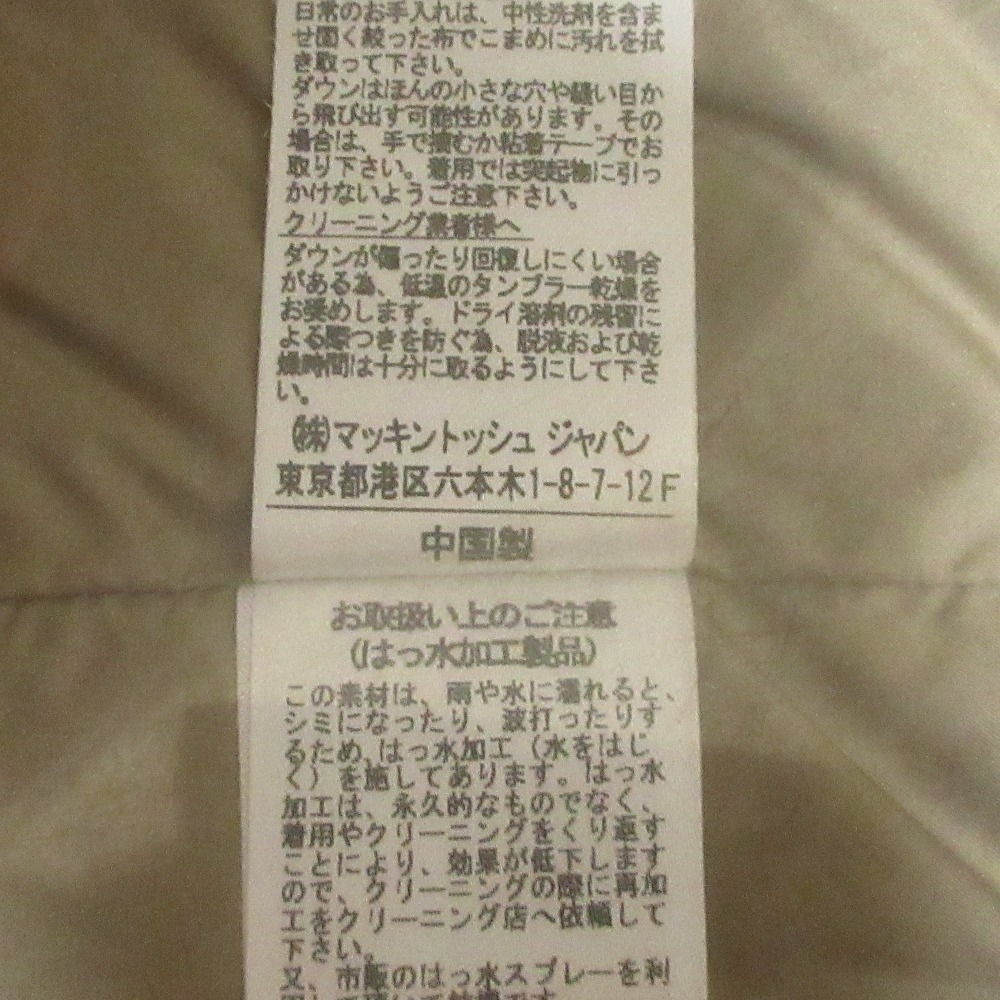 日常のお手入れは、中性洗剤を含ま
せ固く絞った布でこまめに汚れを拭
き取って下さい。
ダウンはほんの小さな穴や縫い目か
ら飛び出す可能性があります。その
場合は、手で摘むか粘着テープでお
取り下さい。着用では突起物に引っ
かけないようご注意下さい。
クリーニング業者様へ
ダウンが偏ったり回復しにくい場合
がある為、低温のタンブラー乾燥を
お奨めします。ドライ溶剤の残留に
よる際つきを防ぐ為、脱液および乾
燥時間は十分に取るようにして下さ
い。
㈱マッキントッシュ ジャパン
東京都港区六本木1-8-7-12F
中国製
お取扱い上のご注意
(はっ水加工製品)
この素材は、雨や水に濡れると、
シミになったり、波打ったりす
るため,はっ水加工（水をはじ
く）を施してあります。はっ水
加工は、永久的なものでなく、
着用やクリーニングをくり返す
ことにより、効果が低下します
ので、クリーニングの際に再加
工をクリーニング店へ依頼して
下さい。
又、市販のはっ水スプレーを利